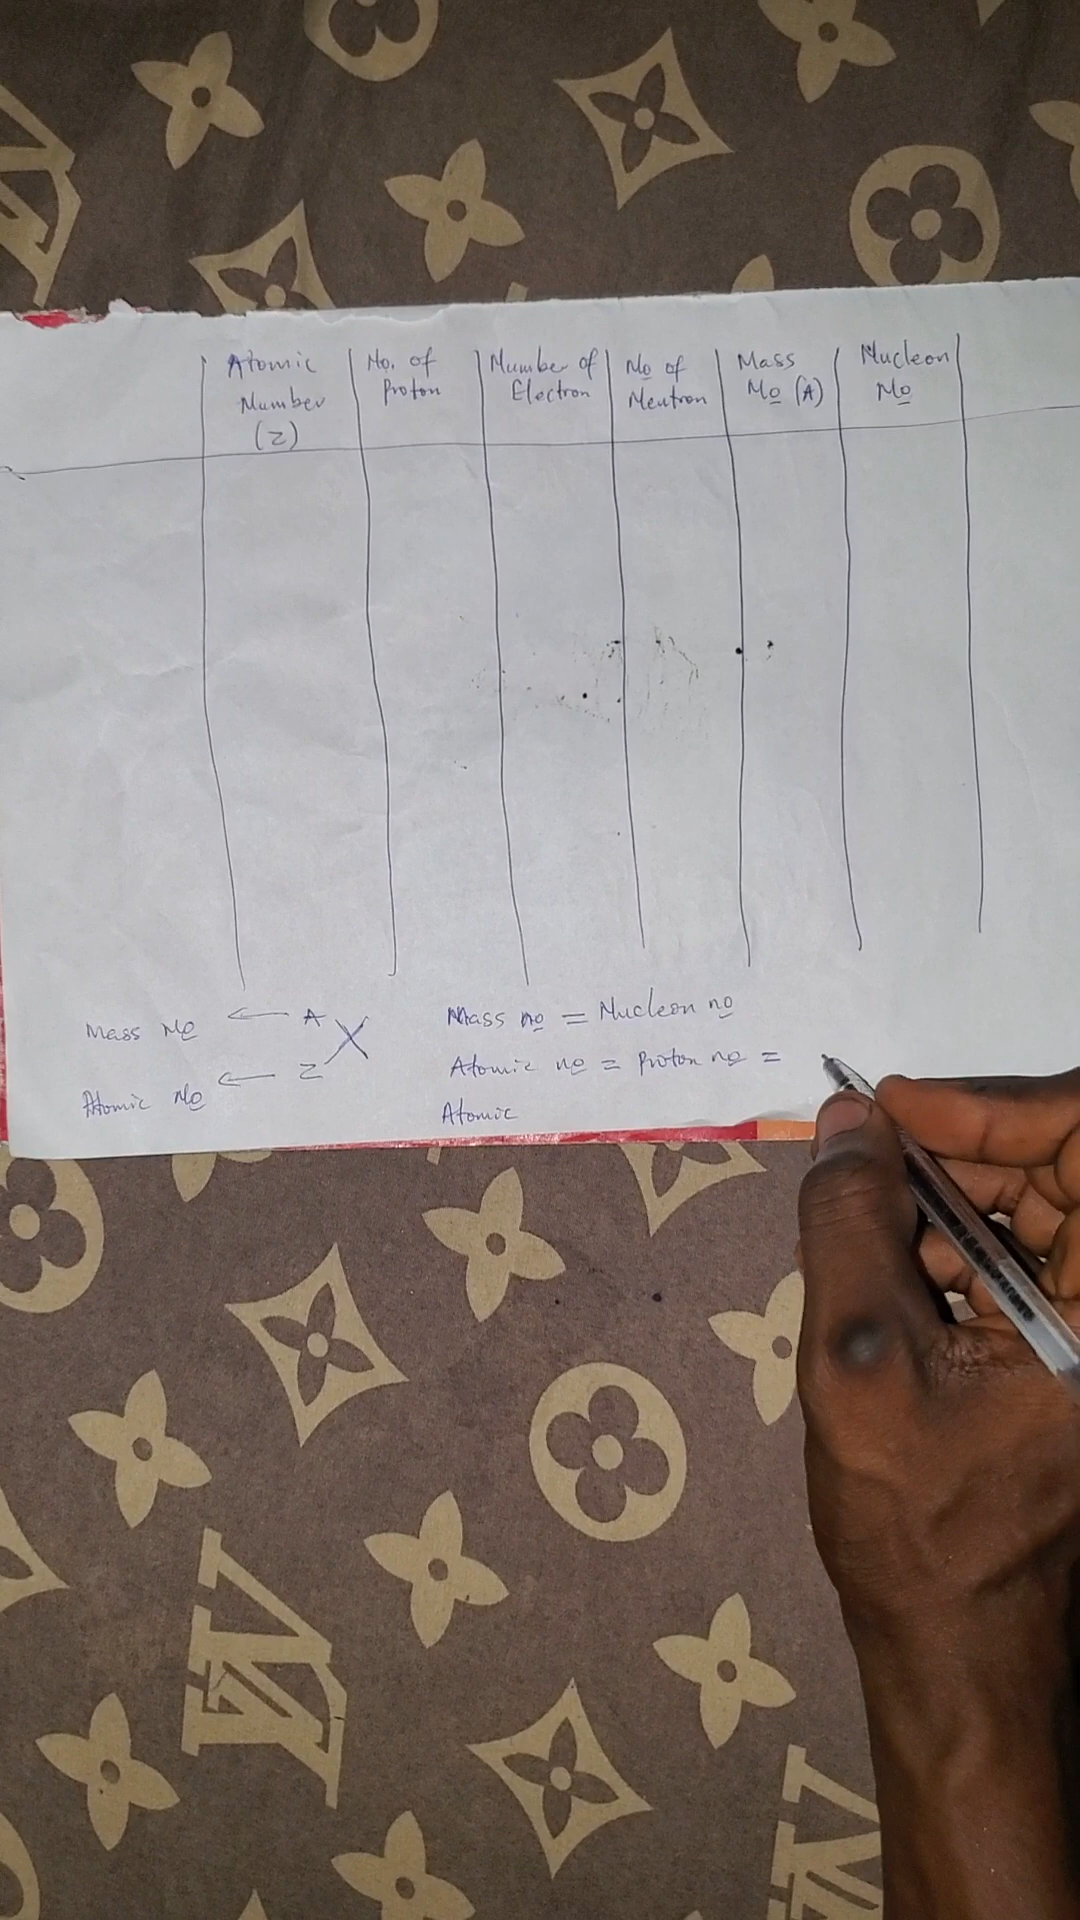 Atomic Number (Z)
No. of Proton
Number of Electron
No of Neutron
Mass No (A)
Nucleon No
Mass No ← A
X
Atomic No ← Z
Mass no = Nucleon no
Atomic no = Proton no =
Atomic